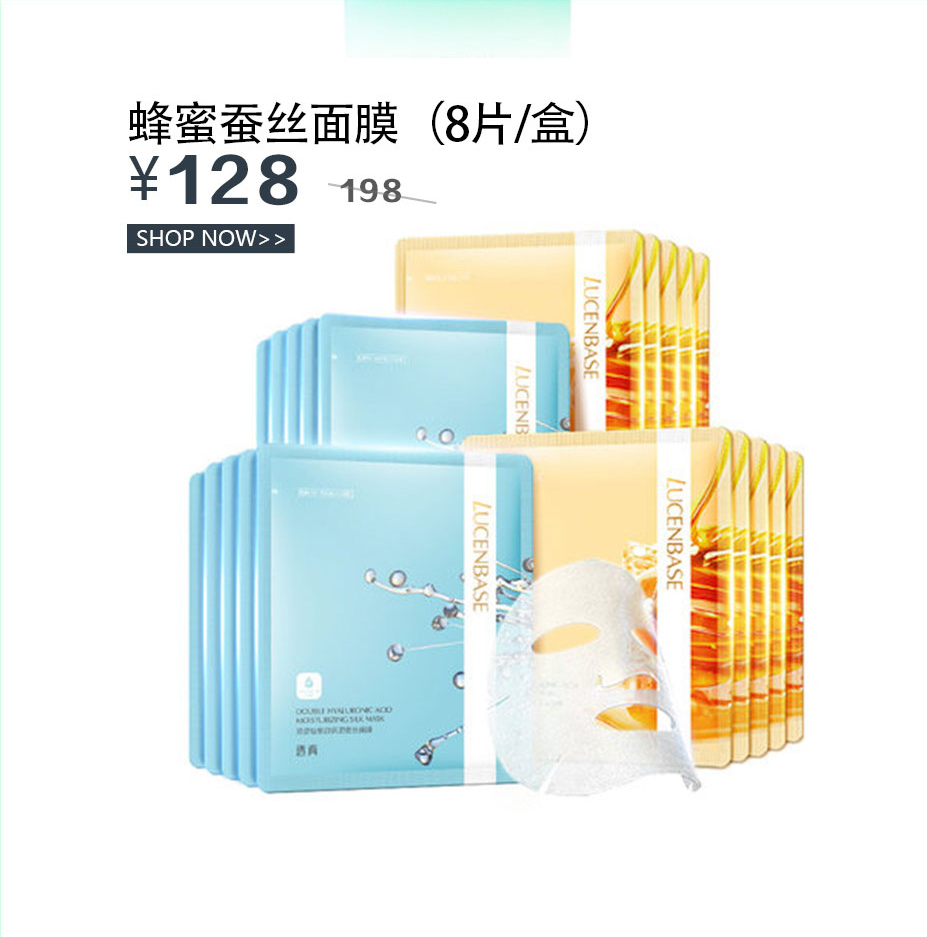 蜂蜜蚕丝面膜（8片/盒）
¥128 198
SHOP NOW>>
LUCENBASE
LUCENB
LUCENBASE
LUCENBASE
DOUBLE HYALURONIC ACID
MOISTURIZING SILK MASK
透真